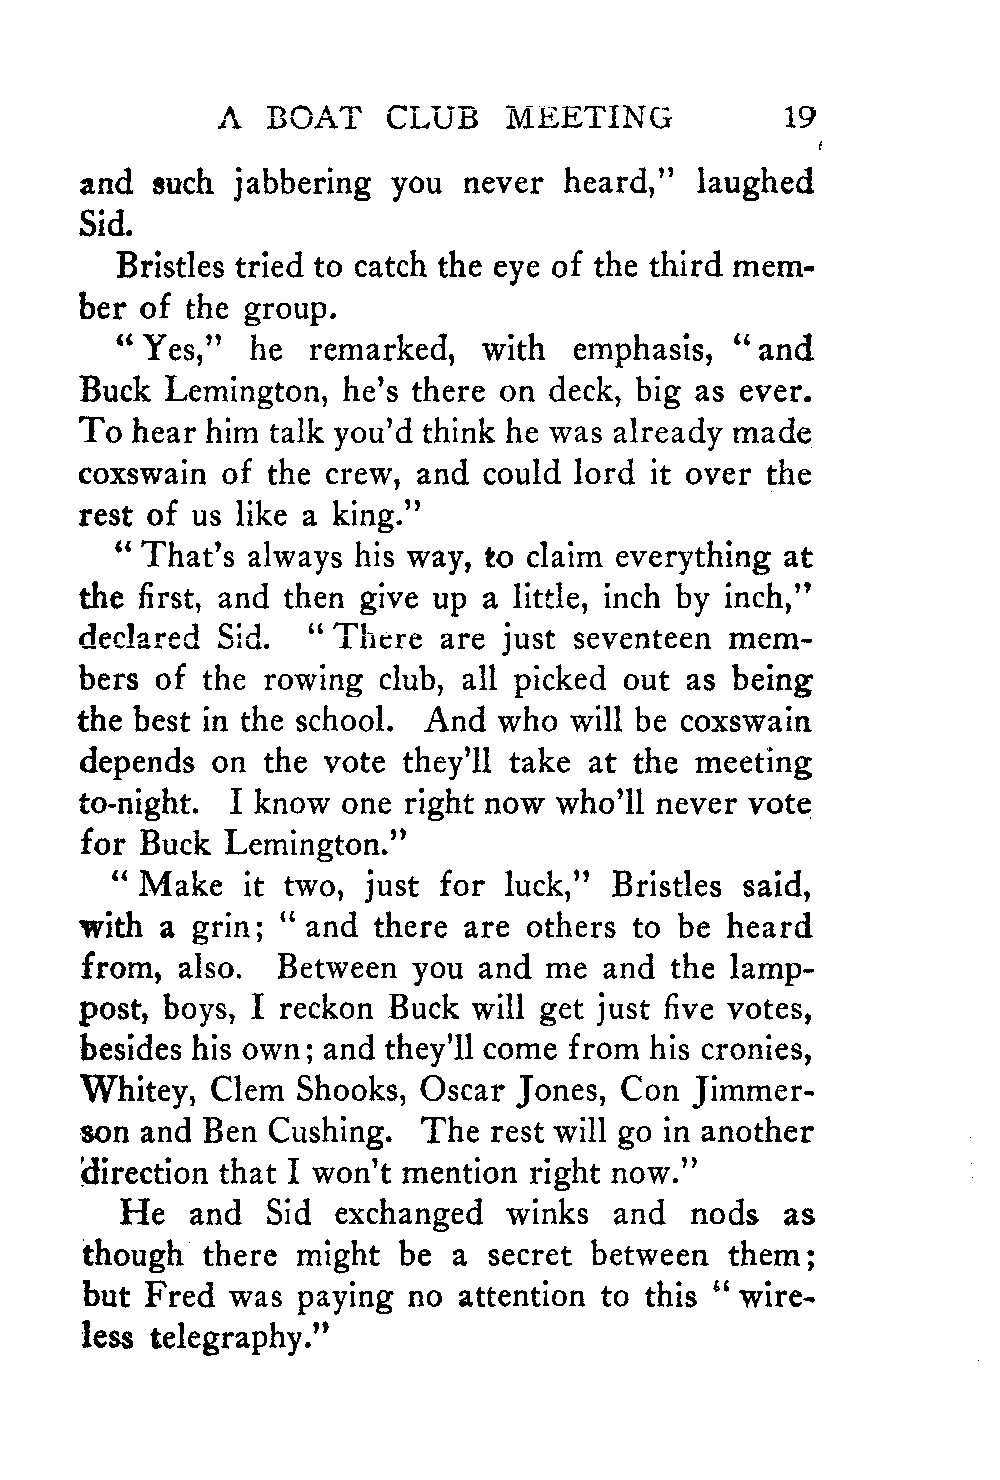 A BOAT CLUB MEETING 19
and such jabbering you never heard," laughed
Sid.
Bristles tried to catch the eye of the third mem-
ber of the group.
"Yes," he remarked, with emphasis, "and
Buck Lemington, he's there on deck, big as ever.
To hear him talk you'd think he was already made
coxswain of the crew, and could lord it over the
rest of us like a king."
"That's always his way, to claim everything at
the first, and then give up a little, inch by inch,"
declared Sid. "There are just seventeen mem-
bers of the rowing club, all picked out as being
the best in the school. And who will be coxswain
depends on the vote they'll take at the meeting
to-night. I know one right now who'll never vote
for Buck Lemington."
"Make it two, just for luck," Bristles said,
with a grin; "and there are others to be heard
from, also. Between you and me and the lamp-
post, boys, I reckon Buck will get just five votes,
besides his own; and they'll come from his cronies,
Whitey, Clem Shooks, Oscar Jones, Con Jimmer-
son and Ben Cushing. The rest will go in another
direction that I won't mention right now."
He and Sid exchanged winks and nods as
though there might be a secret between them;
but Fred was paying no attention to this "wire-
less telegraphy."